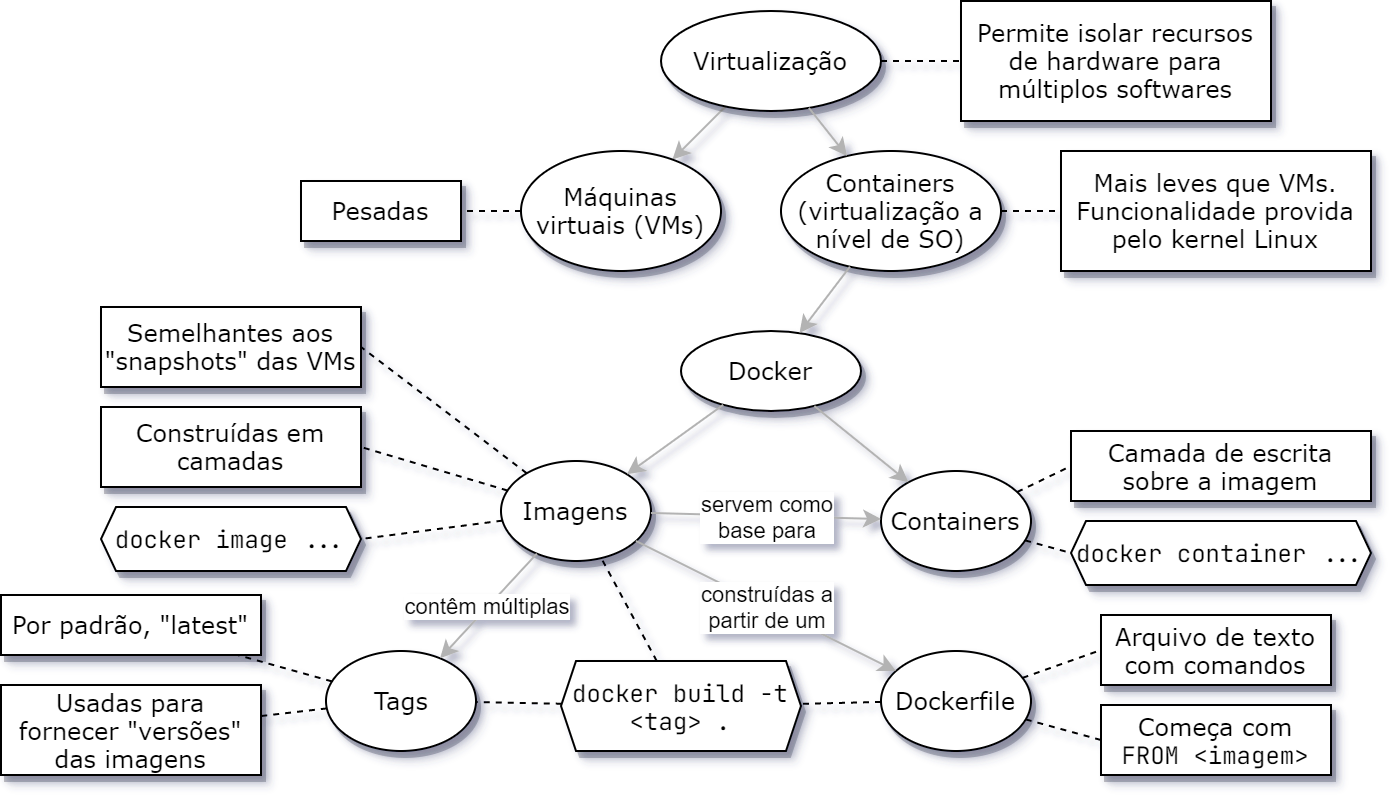 Virtualização
Permite isolar recursos
de hardware para
múltiplos softwares
Pesadas
Máquinas
virtuais (VMs)
Containers
(virtualização a
nível de SO)
Mais leves que VMs.
Funcionalidade provida
pelo kernel Linux
Semelhantes aos
"snapshots" das VMs
Docker
Construídas em
camadas
Imagens
servem como
base para
Containers
Camada de escrita
sobre a imagem
docker image ...
docker container ...
contêm múltiplas
construídas a
partir de um
Por padrão, "latest"
Usadas para
fornecer "versões"
das imagens
Tags
docker build -t
<tag> .
Dockerfile
Arquivo de texto
com comandos
Começa com
FROM <imagem>